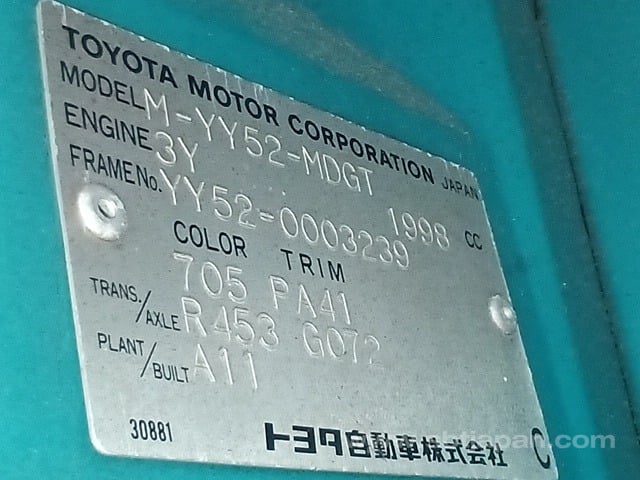 TOYOTA MOTOR CORPORATION JAPAN
MODEL M-YY52-MDGT
ENGINE 3Y 1998 CC
FRAME No. YY52-0003239
COLOR TRIM
705 PA41
TRANS./AXLE R453 G072
PLANT/BUILT A11
30881 トヨタ自動車株式会社 C